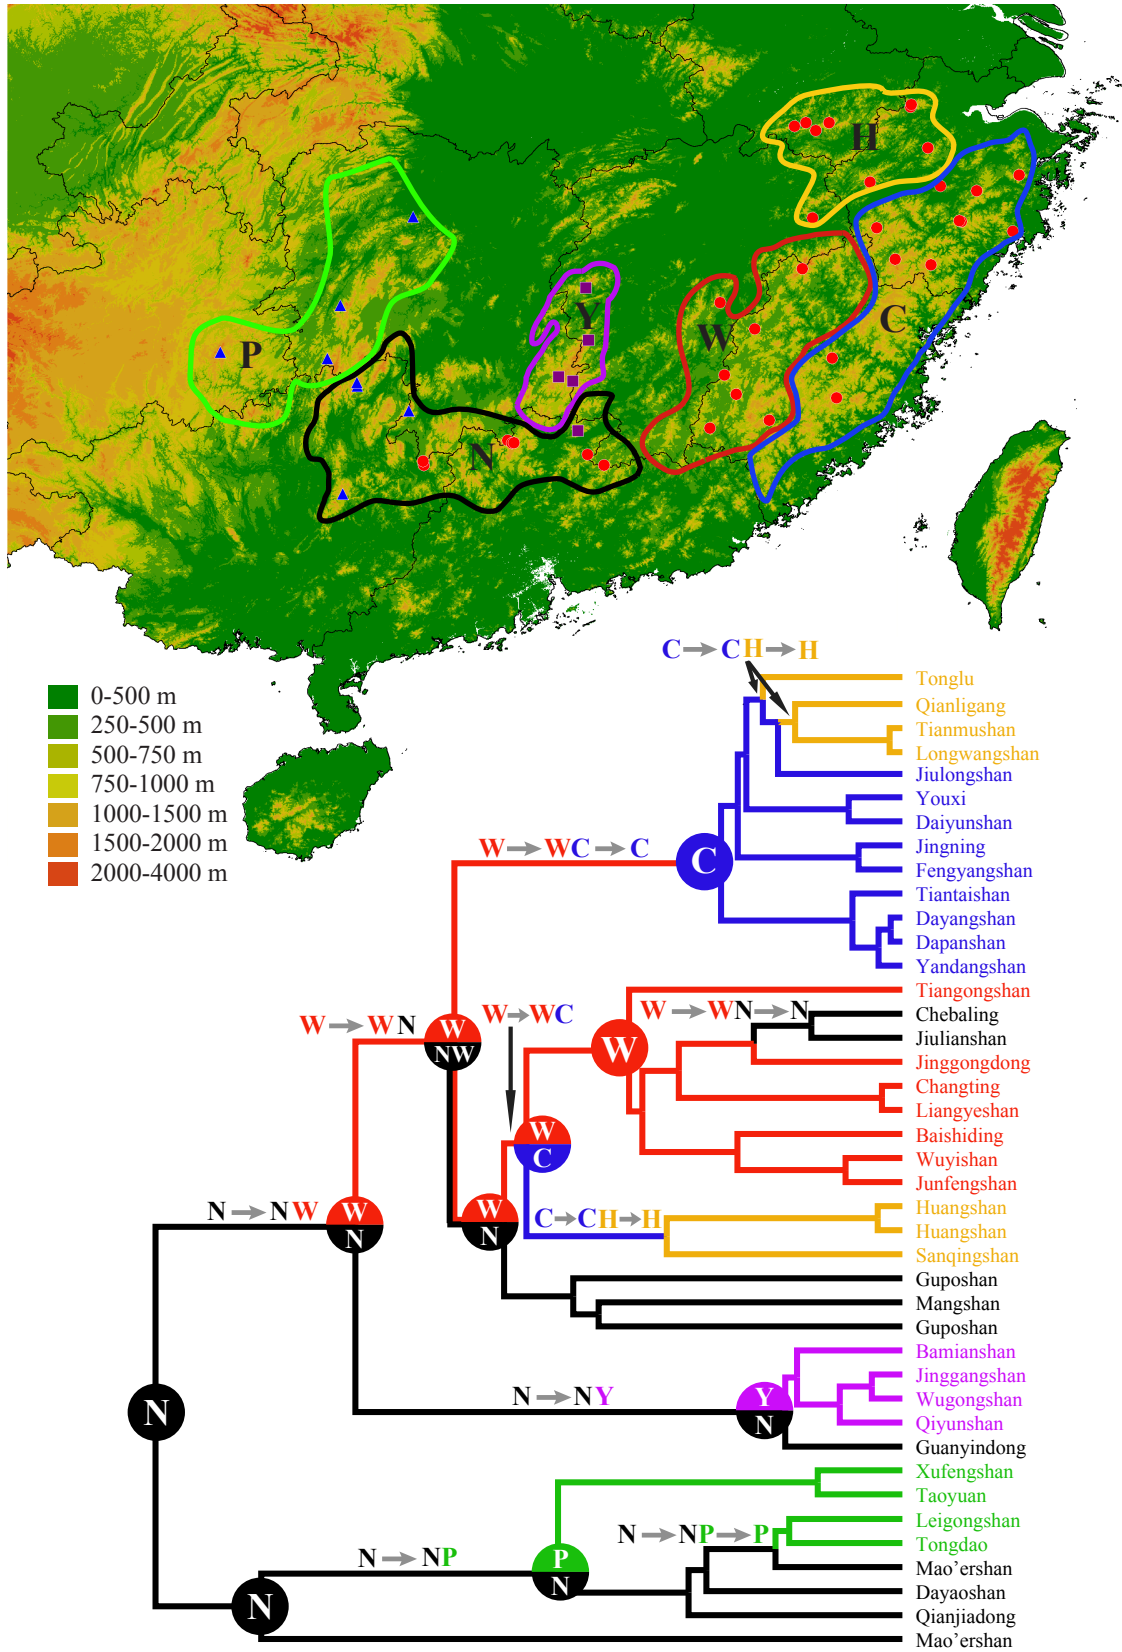 H
C
Y
W
P
N
0-500 m
250-500 m
500-750 m
750-1000 m
1000-1500 m
1500-2000 m
2000-4000 m
C → CH → H
Tonglu
Qianligang
Tianmushan
Longwangshan
Jiulongshan
Youxi
Daiyunshan
W → WC → C
C
Jingning
Fengyangshan
Tiantaishan
Dayangshan
Dapanshan
Yandangshan
Tiangongshan
W → WC
W → WN → N
Chebaling
W → WN
W
NW
W
Jiulianshan
Jinggongdong
Changting
Liangyeshan
W
C
Baishiding
Wuyishan
Junfengshan
N → NW
W
N
W
N
C → CH → H
Huangshan
Huangshan
Sanqingshan
Guposhan
Mangshan
Guposhan
Bamianshan
Jinggangshan
N → NY
Y
N
Wugongshan
Qiyunshan
N
Guanyindong
Xufengshan
Taoyuan
Leigongshan
N → NP → P
Tongdao
N → NP
P
N
Mao'ershan
Dayaoshan
N
Qianjiadong
Mao'ershan